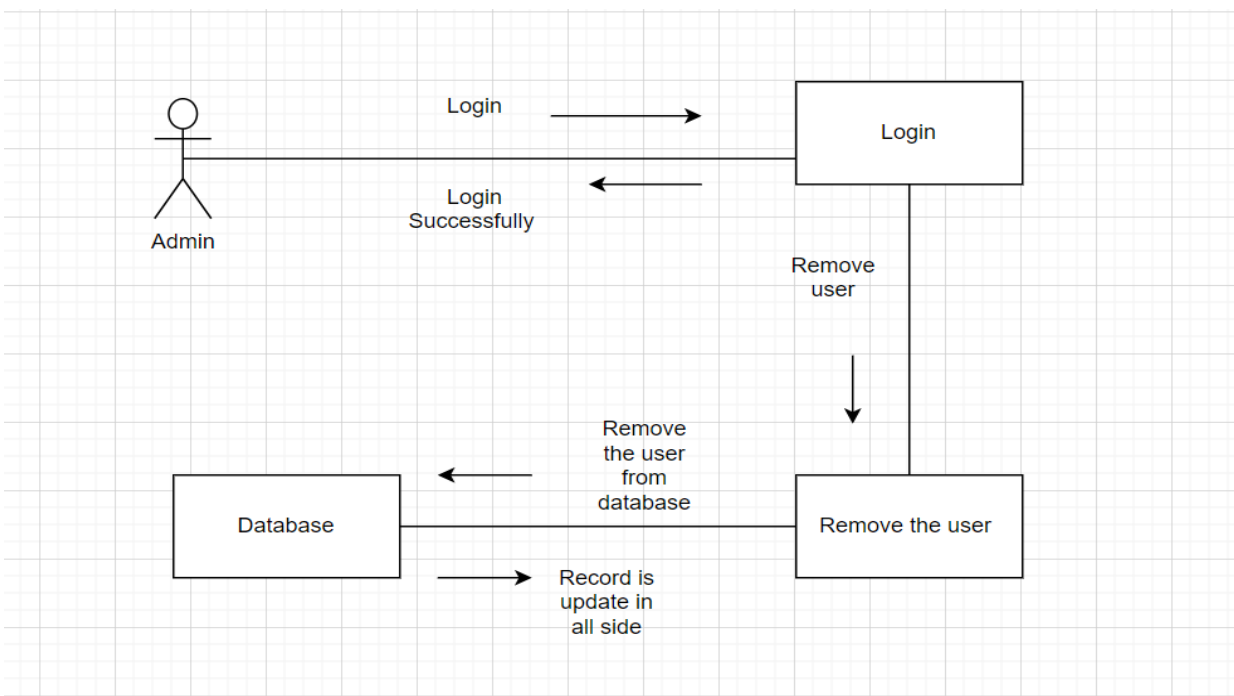 Login
Login
Login
Successfully
Admin
Remove
user
Remove
the user
from
database
Database
Remove the user
Record is
update in
all side